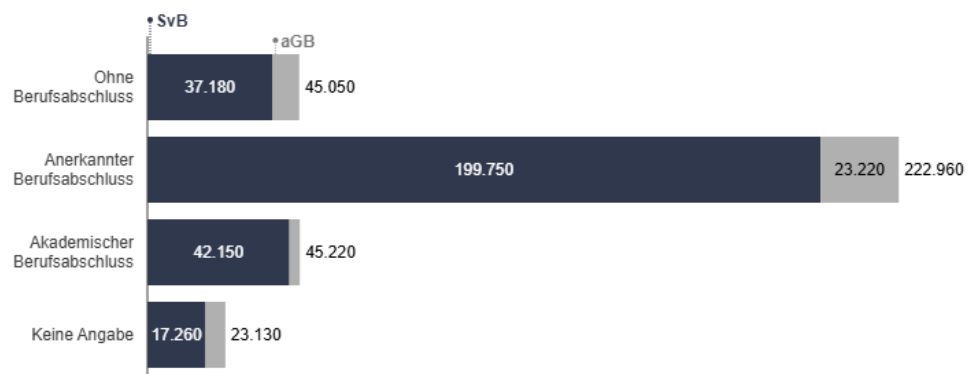 SvB
aGB
Ohne
Berufsabschluss
37.180
45.050
Anerkannter
Berufsabschluss
199.750
23.220
222.960
Akademischer
Berufsabschluss
42.150
45.220
Keine Angabe
17.260
23.130